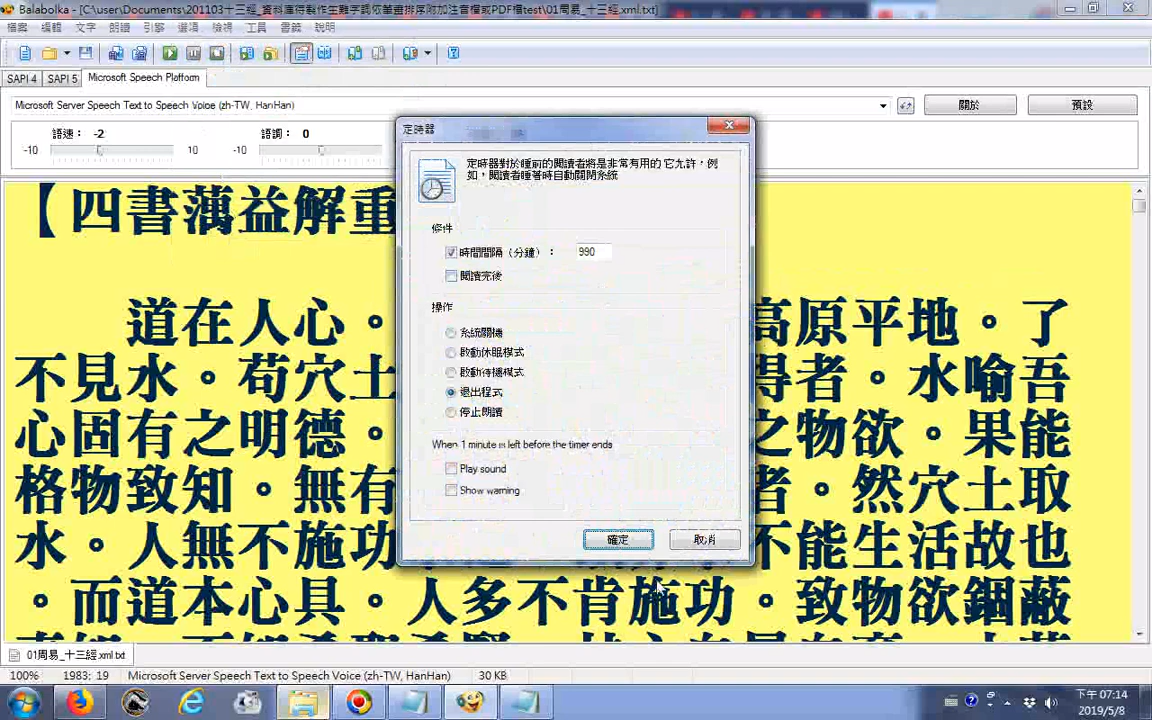 Balabolka - [C:\user\Documents\201103十三經_資料庫得製作生難字詞依筆畫排序附加注音檔或PDF檔test\01周易_十三經.xml.txt]
檔案 編輯 文字 朗讀 引擎 選項 檢視 工具 書籤 說明
SAPI 4 SAPI 5 Microsoft Speech Platform
Microsoft Server Speech Text to Speech Voice (zh-TW, HanHan) 關於 預設
語速： -2 語調： 0
-10 10 -10
定時器
定時器對於睡前的閱讀者將是非常有用的 它允許，例
如，閱讀者睡著時自動關閉系統
條件
時間間隔（分鐘）： 990
閱讀完後
操作
系統關機
啟動休眠模式
啟動待機模式
退出程式
停止朗讀
When 1 minute is left before the timer ends
Play sound
Show warning
確定 取消
【四書蕅益解重
道在人心。 高原平地。了
不見水。苟穴土 得者。水喻吾
心固有之明德。 之物欲。果能
格物致知。無有 者。然穴土取
水。人無不施功 不能生活故也
。而道本心具。人多不肯施功。致物欲錮蔽
01周易_十三經.xml.txt
100% 1983: 19 Microsoft Server Speech Text to Speech Voice (zh-TW, HanHan) 30 KB
下午 07:14
2019/5/8